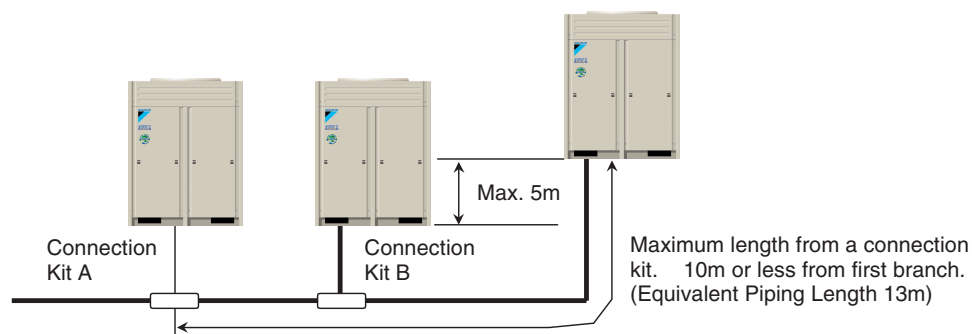 Max. 5m
Connection
Kit A
Connection
Kit B
Maximum length from a connection
kit. 10m or less from first branch.
(Equivalent Piping Length 13m)